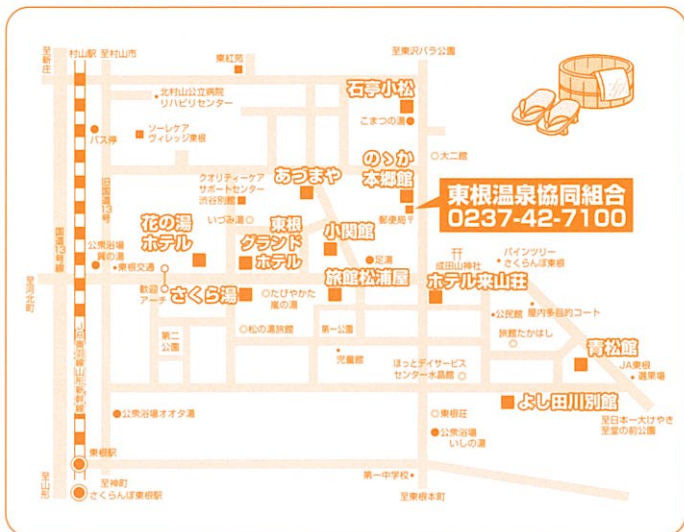 至新庄
村山駅
至村山市
東紅苑
至東沢バラ公園
北村山公立病院
リハビリセンター
石亭小松
こまつの湯
バス停
ソーレケア
ヴィレッジ東根
大二館
旧国道13号
クオリティーケア
サポートセンター
渋谷別館
あづまや
のゝか
本郷館
郵便局〒
東根温泉協同組合
0237-42-7100
国道13号線
花の湯
ホテル
いづみ湯
東根
グランド
ホテル
小関館
足湯
成田山神社
パインツリー
さくらんぼ東根
公衆浴場
巽の湯
東根交通
至河北町
歓迎
アーチ
さくら湯
たびやかた
嵐の湯
旅館松浦屋
ホテル来山荘
屋内多目的コート
公民館
旅館たかはし
第二
公園
松の湯旅館
第一公園
児童館
ほっとデイサービス
センター水晶館
青松館
JA東根
選果場
JR奥羽線山形新幹線
よし田川別館
至日本一大けやき
至堂の前公園
公衆浴場オオタ湯
東根荘
公衆浴場
いしの湯
東根駅
第一中学校
至山形
至神町
さくらんぼ東根駅
至東根本町